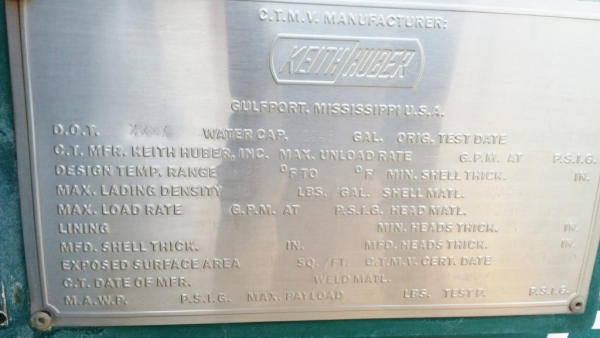 C.T.M.V. MANUFACTURER:
KEITH HUBER
GULFPORT, MISSISSIPPI U.S.A.
D.O.T. WATER CAP. GAL. ORIG. TEST DATE
C.T. MFR. KEITH HUBER, INC. MAX. UNLOAD RATE G.P.M. AT P.S.I.G.
DESIGN TEMP. RANGE °F TO °F MIN. SHELL THICK. IN.
MAX. LADING DENSITY LBS. GAL. SHELL MATL.
MAX. LOAD RATE G.P.M. AT P.S.I.G. HEAD MATL.
LINING MIN. HEADS THICK. IN.
MFD. SHELL THICK. IN. MFD. HEADS THICK. IN.
EXPOSED SURFACE AREA SQ./FT. C.T.M.V. CERT. DATE
C.T. DATE OF MFR. WELD MATL.
M.A.W.P. P.S.I.G. MAX. PAYLOAD LBS. TEST P. P.S.I.G.